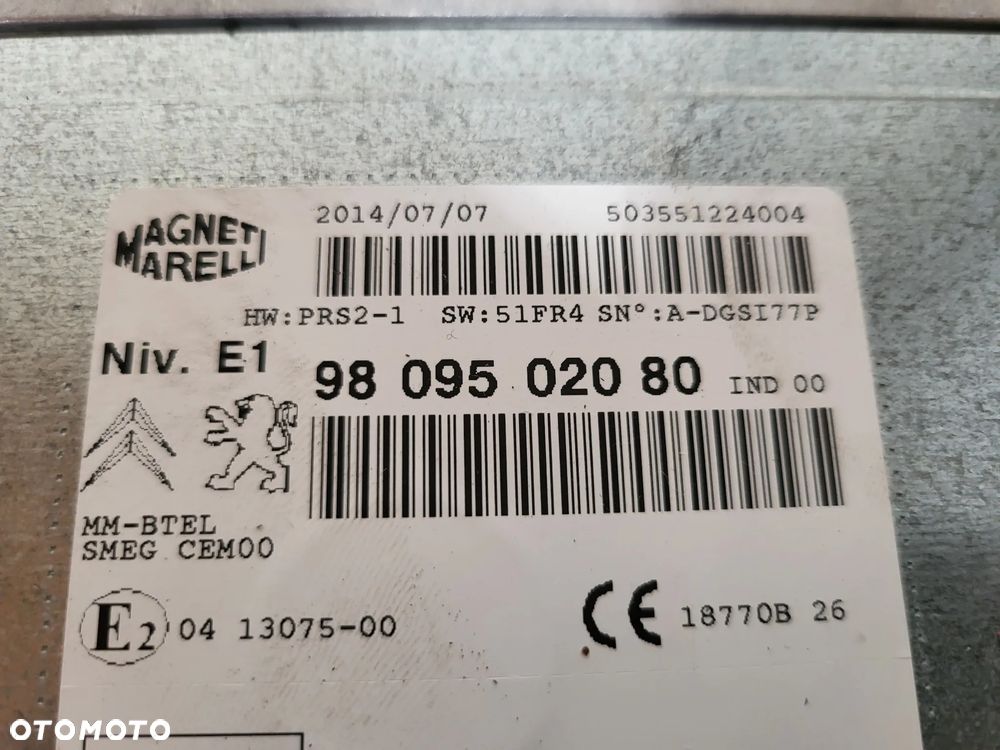 MAGNETI
MARELLI
2014/07/07 503551224004
HW:PRS2-1 SW:51FR4 SN°:A-DGSI77P
Niv. E1
98 095 020 80 IND 00
MM-BTEL
SMEG CEM00
E2 04 13075-00
CE 18770B 26
OTOMOTO